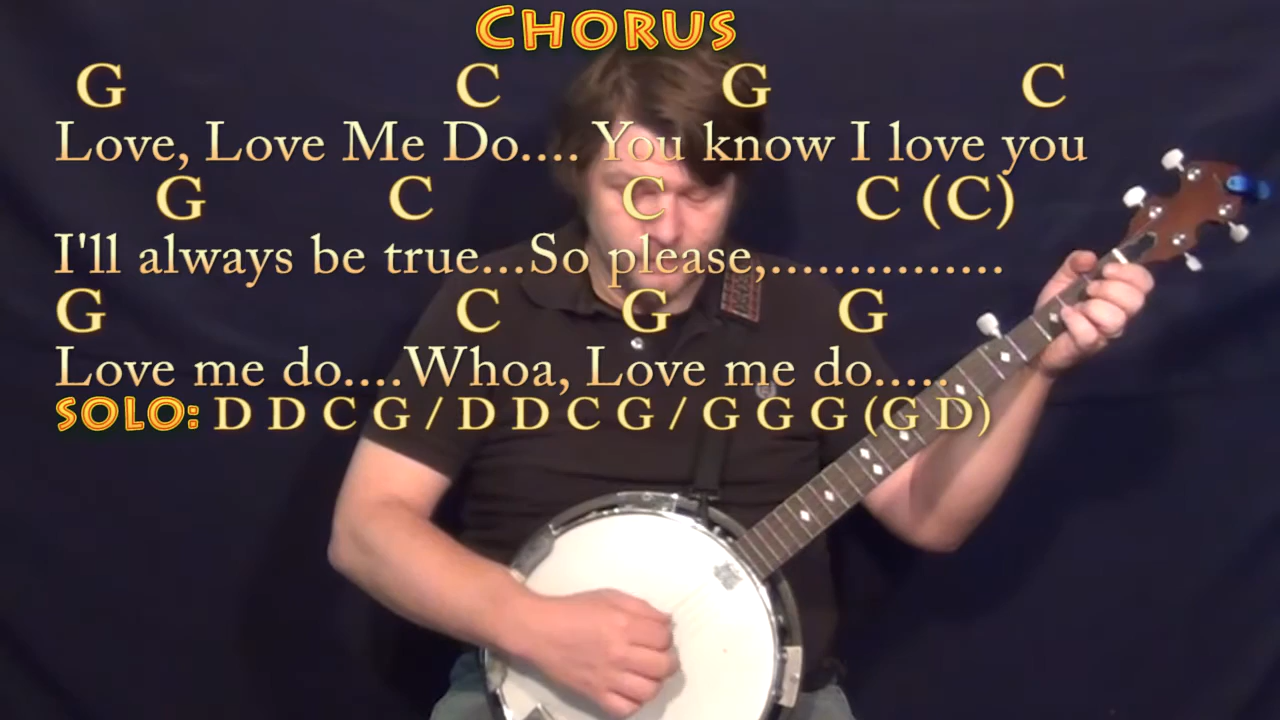 CHORUS
G C G C
Love, Love Me Do.... You know I love you
G C C C (C)
I'll always be true...So please,...............
G C G G
Love me do....Whoa, Love me do.....
SOLO: D D C G / D D C G / G G G (G D)